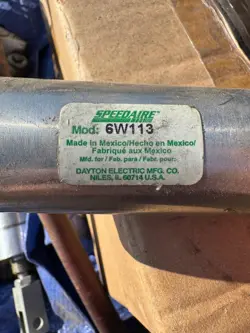 SPEEDAIRE
Mod: 6W113
Made in Mexico/Hecho en Mexico/
Fabriqué aux Mexico
Mfd. for / Fab. para / Fabr. pour:
DAYTON ELECTRIC MFG. CO.
NILES, IL 60714 U.S.A.